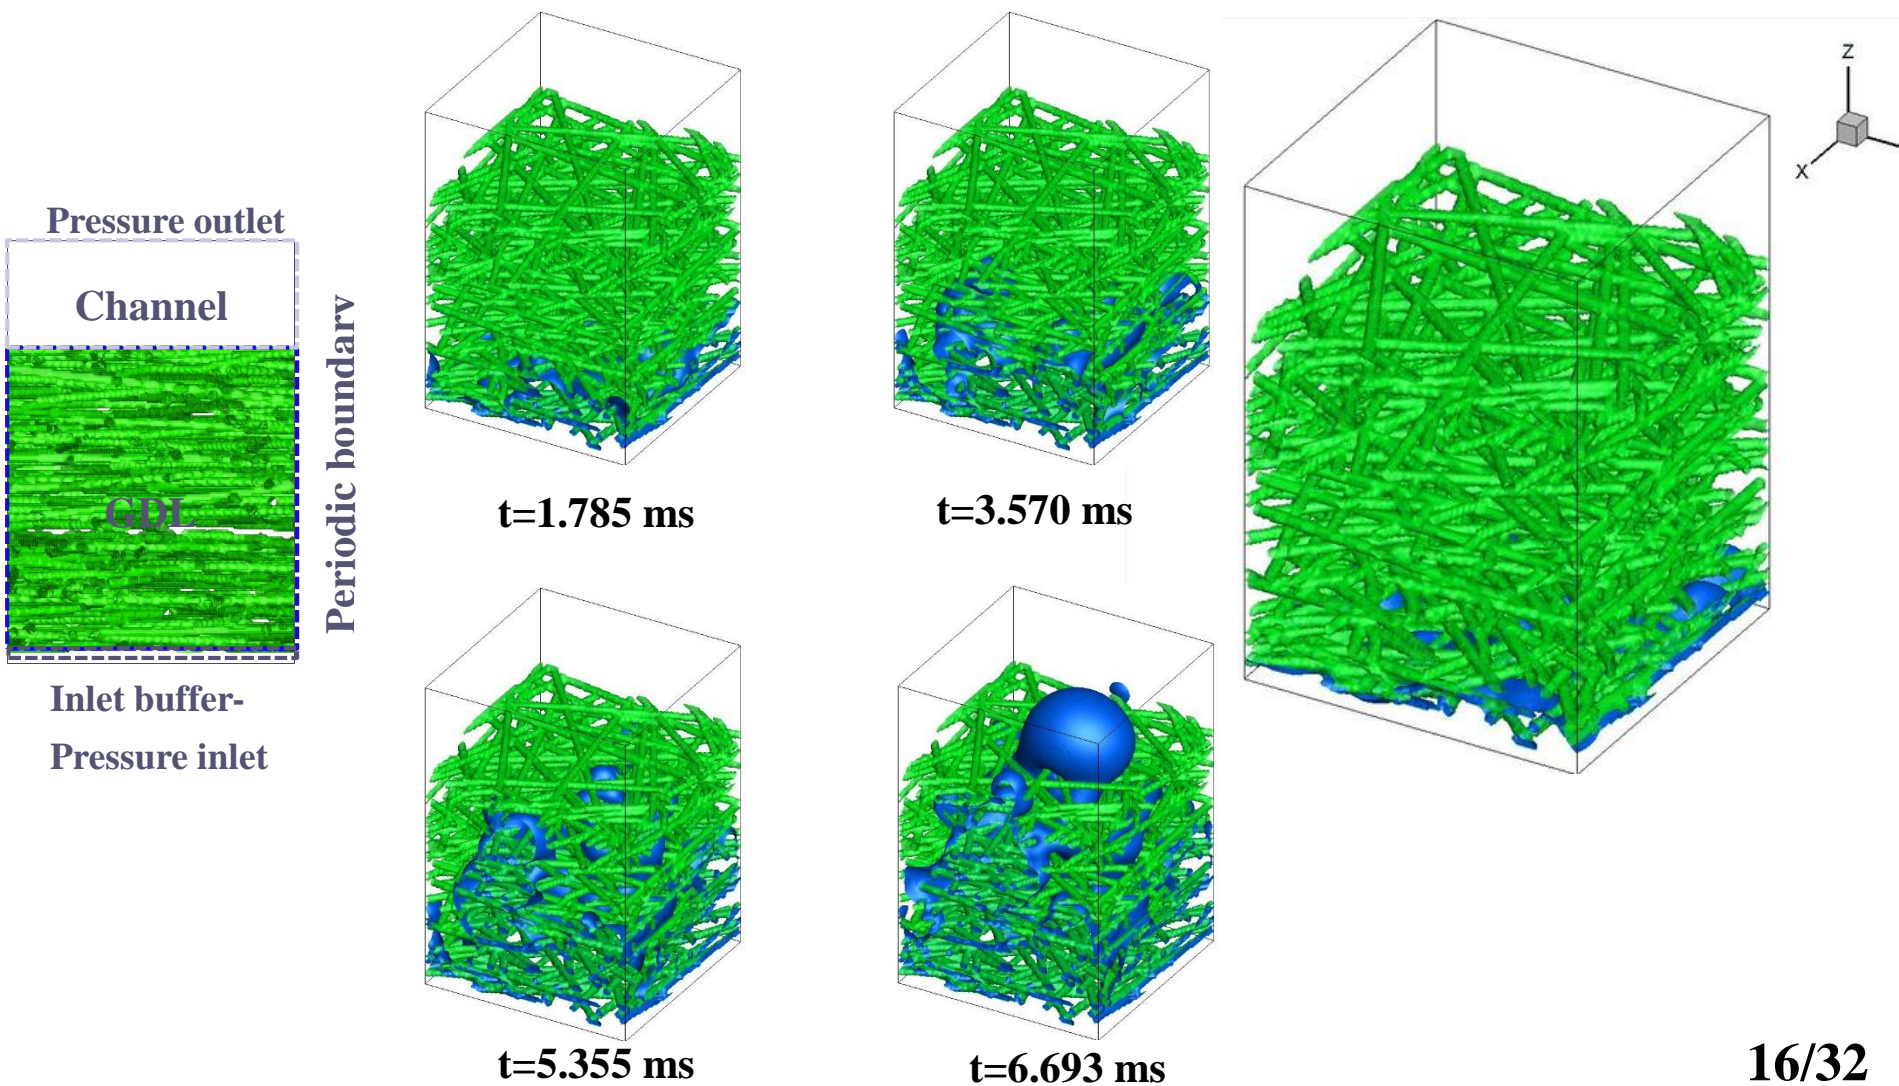 Pressure outlet
Channel
GDL
Periodic boundary
Inlet buffer-
Pressure inlet
t=1.785 ms
t=3.570 ms
t=5.355 ms
t=6.693 ms
Z
X
16/32